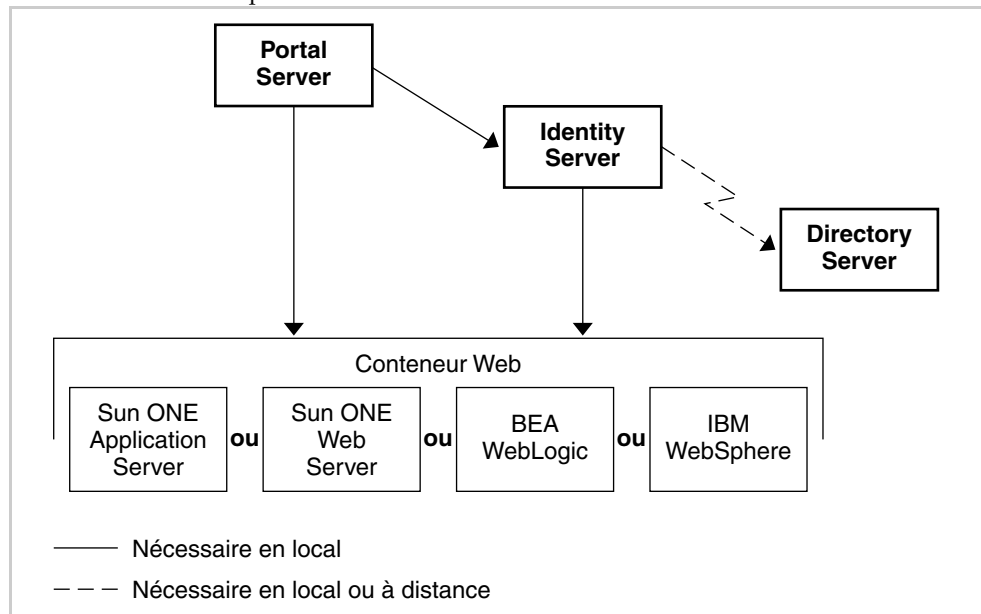 Portal
Server
Identity
Server
Directory
Server
Conteneur Web
Sun ONE
Application
Server
ou
Sun ONE
Web
Server
ou
BEA
WebLogic
ou
IBM
WebSphere
Nécessaire en local
Nécessaire en local ou à distance